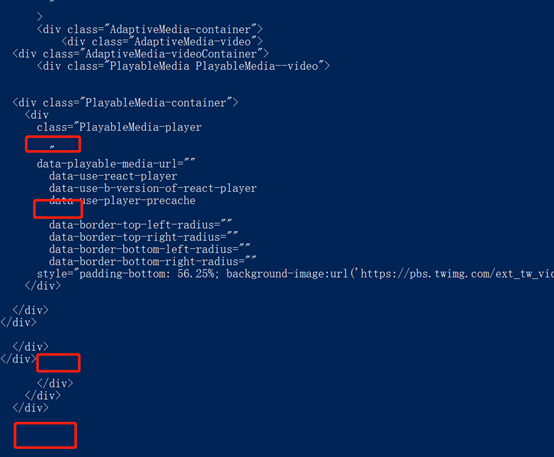 "
>
<div class="AdaptiveMedia-container">
<div class="AdaptiveMedia-video">
<div class="AdaptiveMedia-videoContainer">
<div class="PlayableMedia PlayableMedia--video">
<div class="PlayableMedia-container">
<div
class="PlayableMedia-player
"
data-playable-media-url=""
data-use-react-player
data-use-b-version-of-react-player
data-use-player-precache
data-border-top-left-radius=""
data-border-top-right-radius=""
data-border-bottom-left-radius=""
data-border-bottom-right-radius=""
style="padding-bottom: 56.25%; background-image:url('https://pbs.twimg.com/ext_tw_vid
</div>
</div>
</div>
</div>
</div>
</div>
</div>
</div>